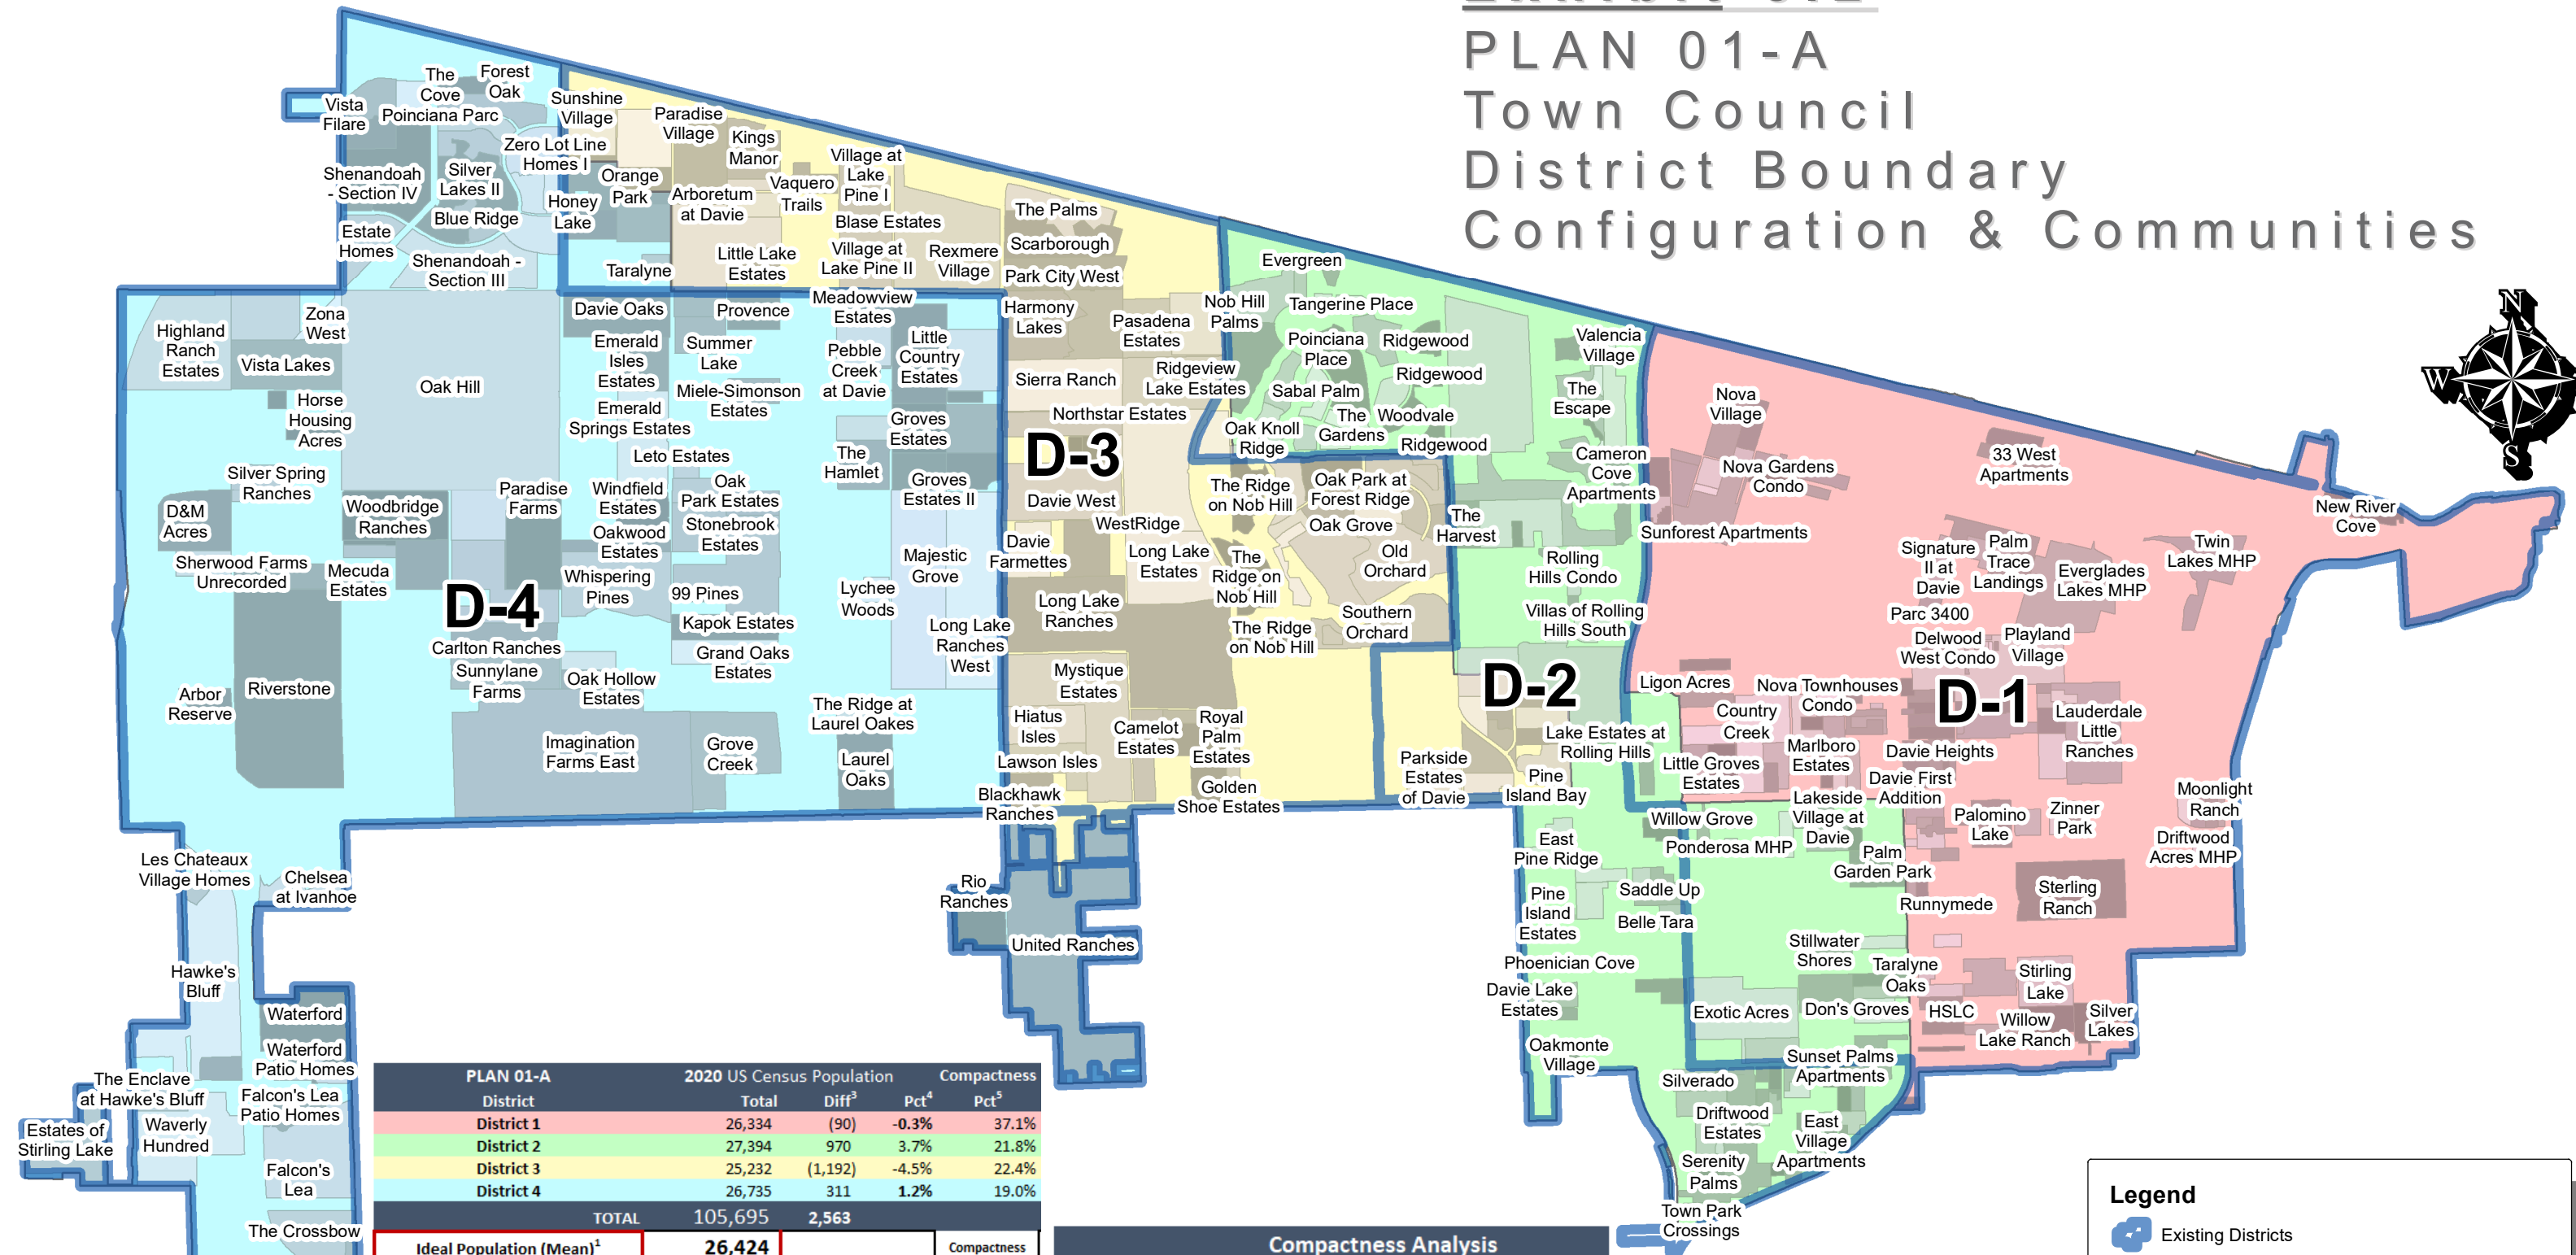 PLAN 01-A
Town Council
District Boundary
Configuration & Communities
N
W
S
The
Cove
Forest
Oak
Vista
Filare
Poinciana Parc
Sunshine
Village
Paradise
Village
Kings
Manor
Zero Lot Line
Homes I
Village at
Lake
Pine I
Shenandoah
- Section IV
Silver
Lakes II
Orange
Park
Vaquero
Trails
Arboretum
at Davie
Honey
Lake
Blue Ridge
Blase Estates
The Palms
Estate
Homes
Shenandoah -
Section III
Taralyne
Little Lake
Estates
Village at
Lake Pine II
Rexmere
Village
Scarborough
Park City West
Evergreen
Highland
Ranch
Estates
Zona
West
Vista Lakes
Oak Hill
Horse
Housing
Acres
Silver Spring
Ranches
D&M
Acres
Woodbridge
Ranches
Paradise
Farms
Sherwood Farms
Unrecorded
Mecuda
Estates
D-4
Carlton Ranches
Sunnylane
Farms
Arbor
Reserve
Riverstone
Davie Oaks
Provence
Meadowview
Estates
Emerald
Isles
Estates
Summer
Lake
Pebble
Creek
at Davie
Little
Country
Estates
Miele-Simonson
Estates
Emerald
Springs Estates
Groves
Estates
Leto Estates
The
Hamlet
Windfield
Estates
Oak
Park Estates
Groves
Estates II
Oakwood
Estates
Stonebrook
Estates
Majestic
Grove
Whispering
Pines
99 Pines
Lychee
Woods
Kapok Estates
Long Lake
Ranches
West
Grand Oaks
Estates
Oak Hollow
Estates
The Ridge at
Laurel Oakes
Imagination
Farms East
Grove
Creek
Laurel
Oaks
Harmony
Lakes
Pasadena
Estates
Nob Hill
Palms
Sierra Ranch
Ridgeview
Lake Estates
Northstar Estates
D-3
Davie West
WestRidge
Davie
Farmettes
Long Lake
Estates
The Ridge
on Nob Hill
Oak Park at
Forest Ridge
Oak Grove
The
Ridge on
Nob Hill
Old
Orchard
Long Lake
Ranches
The Ridge
on Nob Hill
Southern
Orchard
Mystique
Estates
Hiatus
Isles
Camelot
Estates
Royal
Palm
Estates
Lawson Isles
Blackhawk
Ranches
Golden
Shoe Estates
Parkside
Estates
of Davie
Tangerine Place
Poinciana
Place
Ridgewood
Valencia
Village
Ridgewood
Sabal Palm
The
Escape
The
Gardens
Woodvale
Oak Knoll
Ridge
Ridgewood
Cameron
Cove
Apartments
The
Harvest
Rolling
Hills Condo
Villas of Rolling
Hills South
D-2
Lake Estates at
Rolling Hills
Pine
Island Bay
Nova
Village
Nova Gardens
Condo
33 West
Apartments
Sunforest Apartments
New River
Cove
Signature
II at
Davie
Palm
Trace
Landings
Everglades
Lakes MHP
Twin
Lakes MHP
Parc 3400
Delwood
West Condo
Playland
Village
D-1
Ligon Acres
Nova Townhouses
Condo
Country
Creek
Lauderdale
Little
Ranches
Marlboro
Estates
Davie Heights
Little Groves
Estates
Davie First
Addition
Lakeside
Village at
Davie
Moonlight
Ranch
Willow Grove
Palomino
Lake
Zinner
Park
Driftwood
Acres MHP
Ponderosa MHP
East
Pine Ridge
Palm
Garden Park
Pine
Island
Estates
Saddle Up
Belle Tara
Runnymede
Sterling
Ranch
Phoenician Cove
Stillwater
Shores
Taralyne
Oaks
Stirling
Lake
Davie Lake
Estates
Exotic Acres
Don's Groves
HSLC
Willow
Lake Ranch
Silver
Lakes
Oakmonte
Village
Sunset Palms
Apartments
Silverado
Driftwood
Estates
East
Village
Apartments
Serenity
Palms
Town Park
Crossings
Les Chateaux
Village Homes
Chelsea
at Ivanhoe
Rio
Ranches
United Ranches
Hawke's
Bluff
Waterford
Waterford
Patio Homes
The Enclave
at Hawke's Bluff
Falcon's Lea
Patio Homes
Estates of
Stirling Lake
Waverly
Hundred
Falcon's
Lea
The Crossbow
PLAN 01-A 2020 US Census Population Compactness
District Total Diff3 Pct4 Pct5
District 1 26,334 (90) -0.3% 37.1%
District 2 27,394 970 3.7% 21.8%
District 3 25,232 (1,192) -4.5% 22.4%
District 4 26,735 311 1.2% 19.0%
TOTAL 105,695 2,563
Ideal Population (Mean)1 26,424 Compactness
Compactness Analysis
Legend
Existing Districts